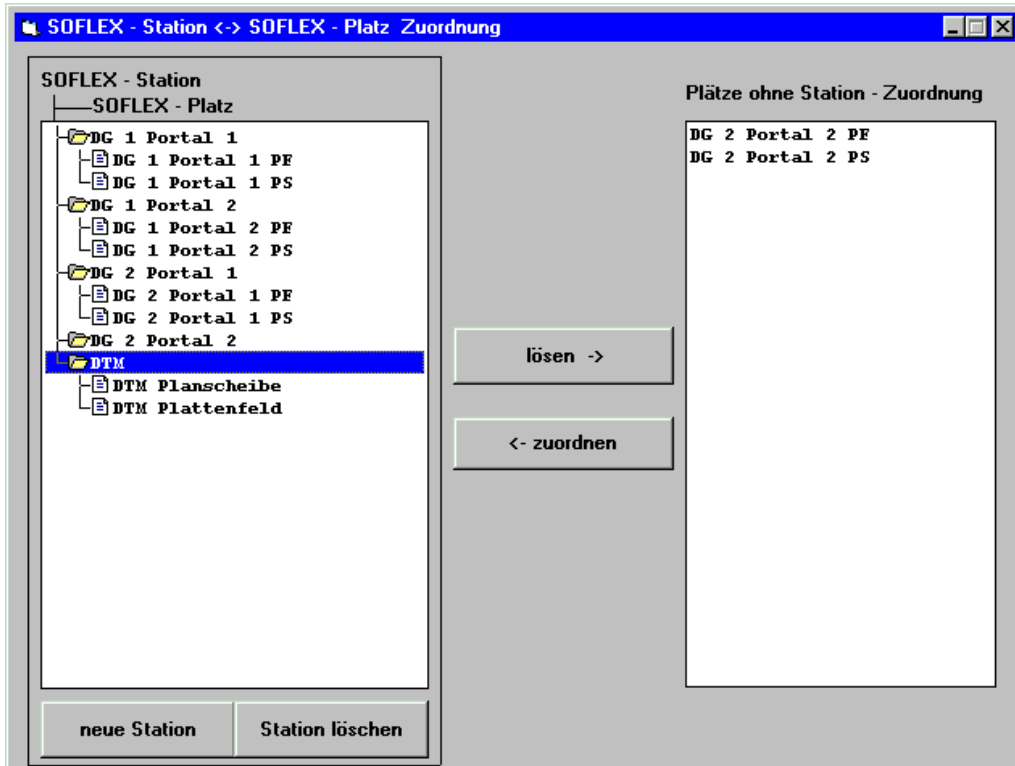 SOFLEX - Station <-> SOFLEX - Platz Zuordnung
SOFLEX - Station
SOFLEX - Platz
DG 1 Portal 1
DG 1 Portal 1 PF
DG 1 Portal 1 PS
DG 1 Portal 2
DG 1 Portal 2 PF
DG 1 Portal 2 PS
DG 2 Portal 1
DG 2 Portal 1 PF
DG 2 Portal 1 PS
DG 2 Portal 2
DTM
DTM Planscheibe
DTM Plattenfeld
neue Station
Station löschen
lösen ->
<- zuordnen
Plätze ohne Station - Zuordnung
DG 2 Portal 2 PF
DG 2 Portal 2 PS